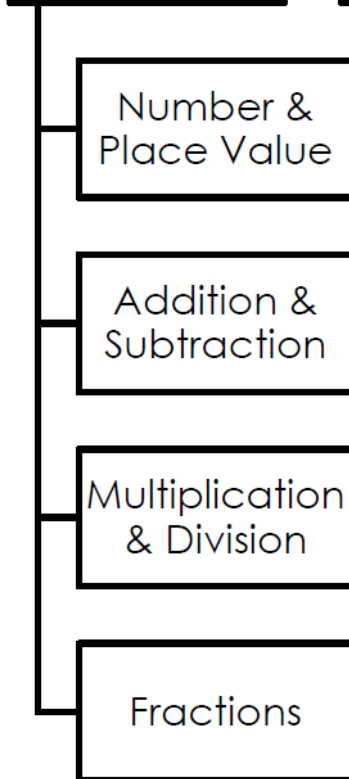 Number &
Place Value
Addition &
Subtraction
Multiplication
& Division
Fractions